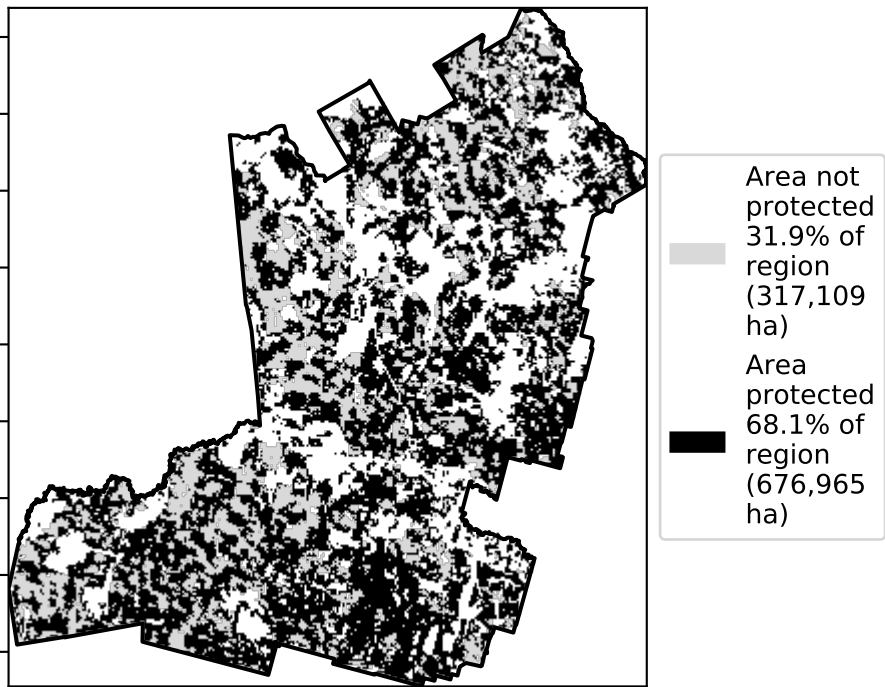 Area not
protected
31.9% of
region
(317,109
ha)
Area
protected
68.1% of
region
(676,965
ha)